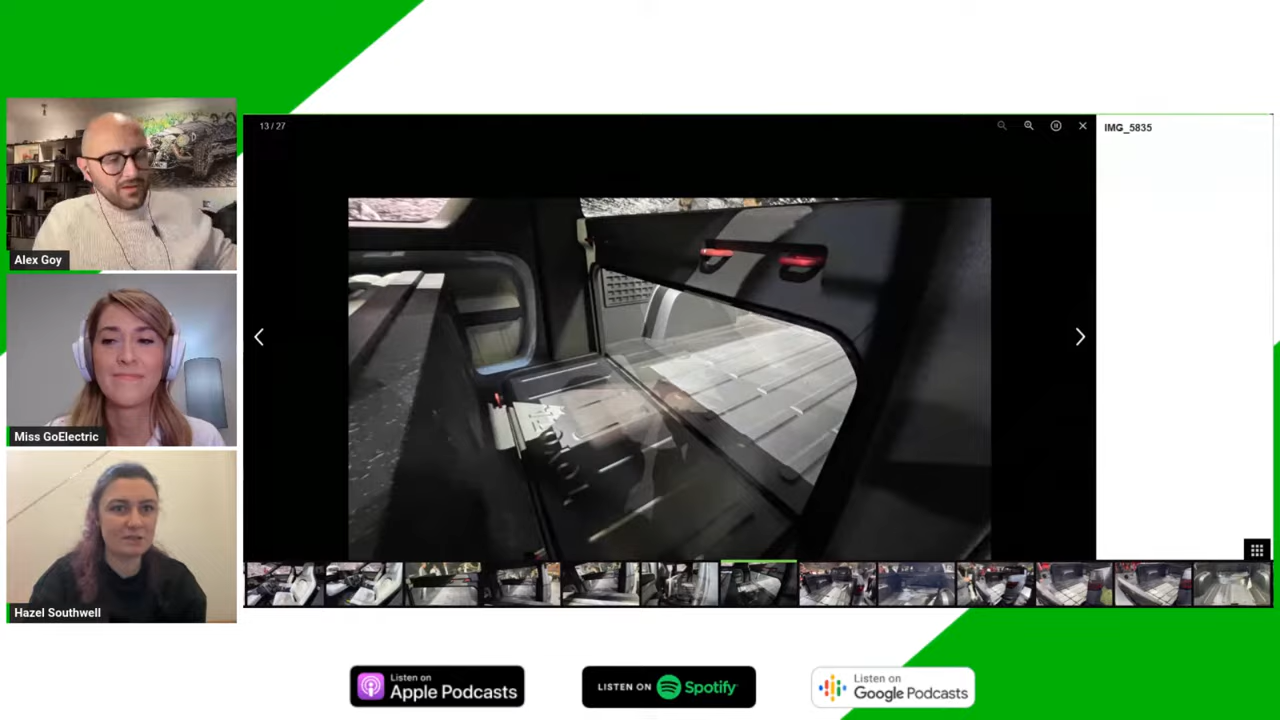 13 / 27
IMG_5835
Alex Goy
Miss GoElectric
Hazel Southwell
Listen on
Apple Podcasts
LISTEN ON Spotify
Listen on
Google Podcasts